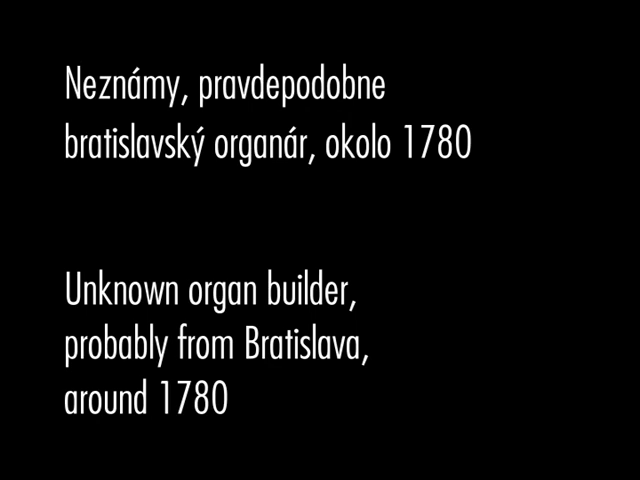 Neznámy, pravdepodobne
bratislavský organár, okolo 1780
Unknown organ builder,
probably from Bratislava,
around 1780